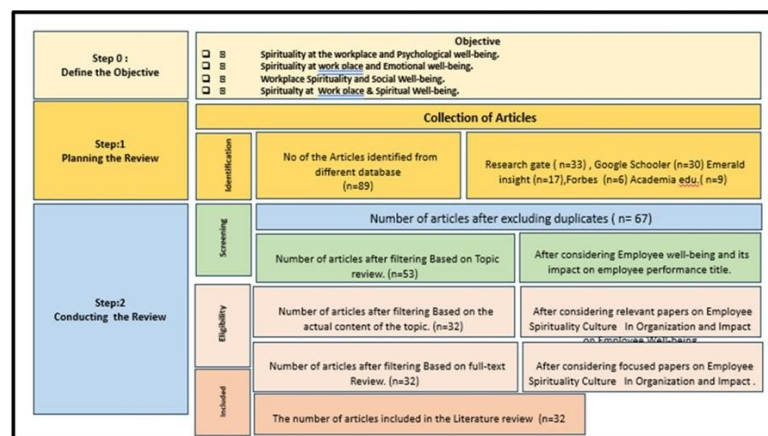 Step 0 :
Define the Objective
Objective
Spirituality at the workplace and Psychological well-being.
Spirituality at work place and Emotional well-being.
Workplace Spirituality and Social Well-being.
Spiritualty at Work place & Spiritual Well-being.
Step:1
Planning the Review
Collection of Articles
Identification
No of the Articles identified from
different database
(n=89)
Research gate ( n=33) , Google Schooler (n=30) Emerald
insight (n=17),Forbes (n=6) Academia edu.( n=9)
Step:2
Conducting the Review
Screening
Number of articles after excluding duplicates ( n= 67)
Number of articles after filtering Based on Topic
review. (n=53)
After considering Employee well-being and its
impact on employee performance title.
Eligibility
Number of articles after filtering Based on the
actual content of the topic. (n=32)
After considering relevant papers on Employee
Spirituality Culture In Organization and Impact
on Employee Well-being
Number of articles after filtering Based on full-text
Review. (n=32)
After considering focused papers on Employee
Spirituality Culture In Organization and Impact .
Included
The number of articles included in the Literature review (n=32